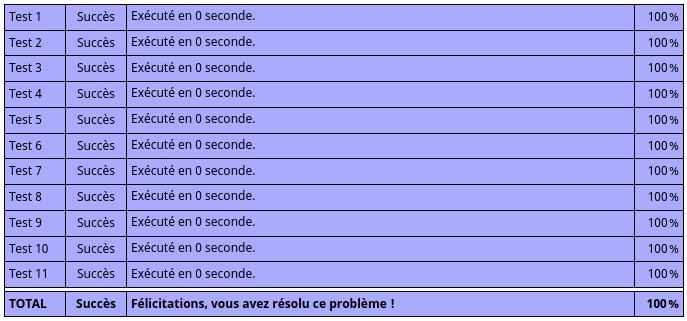 Test 1 Succès Exécuté en 0 seconde. 100 %
Test 2 Succès Exécuté en 0 seconde. 100 %
Test 3 Succès Exécuté en 0 seconde. 100 %
Test 4 Succès Exécuté en 0 seconde. 100 %
Test 5 Succès Exécuté en 0 seconde. 100 %
Test 6 Succès Exécuté en 0 seconde. 100 %
Test 7 Succès Exécuté en 0 seconde. 100 %
Test 8 Succès Exécuté en 0 seconde. 100 %
Test 9 Succès Exécuté en 0 seconde. 100 %
Test 10 Succès Exécuté en 0 seconde. 100 %
Test 11 Succès Exécuté en 0 seconde. 100 %
TOTAL Succès Félicitations, vous avez résolu ce problème ! 100 %